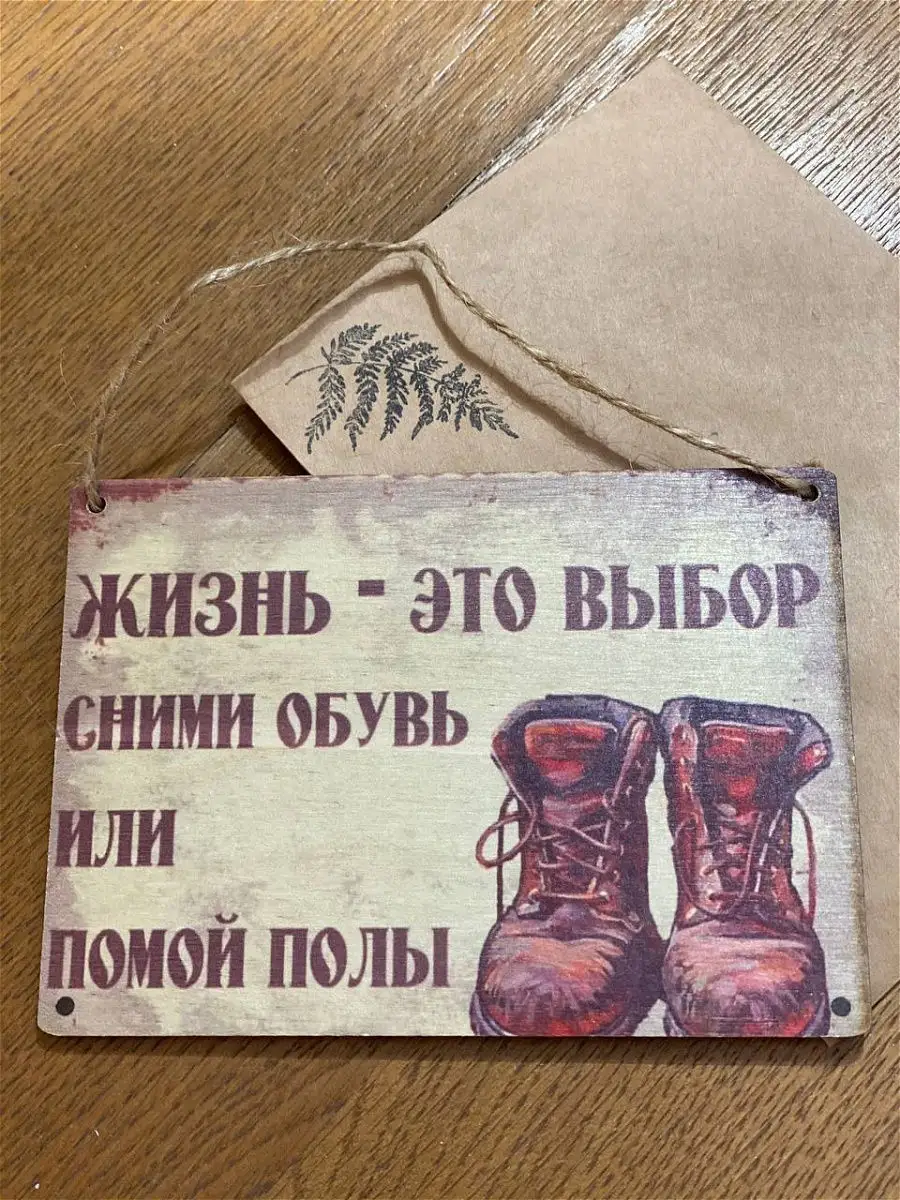 ЖИЗНЬ - ЭТО ВЫБОР
СНИМИ ОБУВЬ
ИЛИ
ПОМОЙ ПОЛЫ